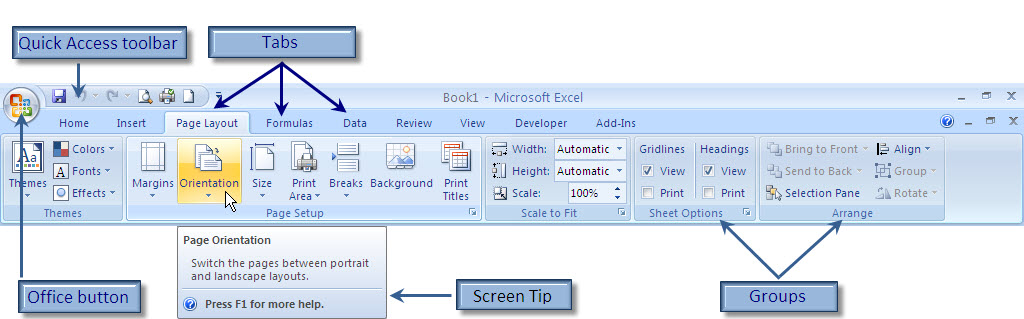 Quick Access toolbar
Tabs
Book1 - Microsoft Excel
Home Insert Page Layout Formulas Data Review View Developer Add-Ins
Aa
Themes
Colors
A Fonts
Effects
Themes
Margins
Orientation
Size
Print
Area
Breaks
Background
Print
Titles
Page Setup
Width: Automatic
Height: Automatic
Scale: 100%
Scale to Fit
Gridlines
View
Print
Headings
View
Print
Sheet Options
Bring to Front
Send to Back
Selection Pane
Align
Group
Rotate
Arrange
Page Orientation
Switch the pages between portrait
and landscape layouts.
Press F1 for more help.
Office button
Screen Tip
Groups